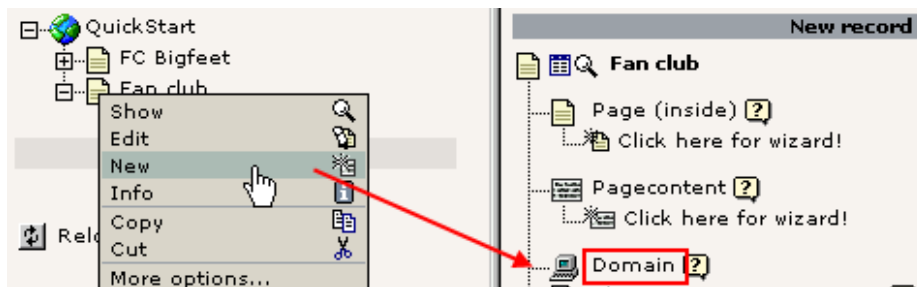 QuickStart
FC Bigfeet
Fan club
Show
Edit
New
Info
Copy
Cut
More options...
New record
Fan club
Page (inside) ?
Click here for wizard!
Pagecontent ?
Click here for wizard!
Domain ?